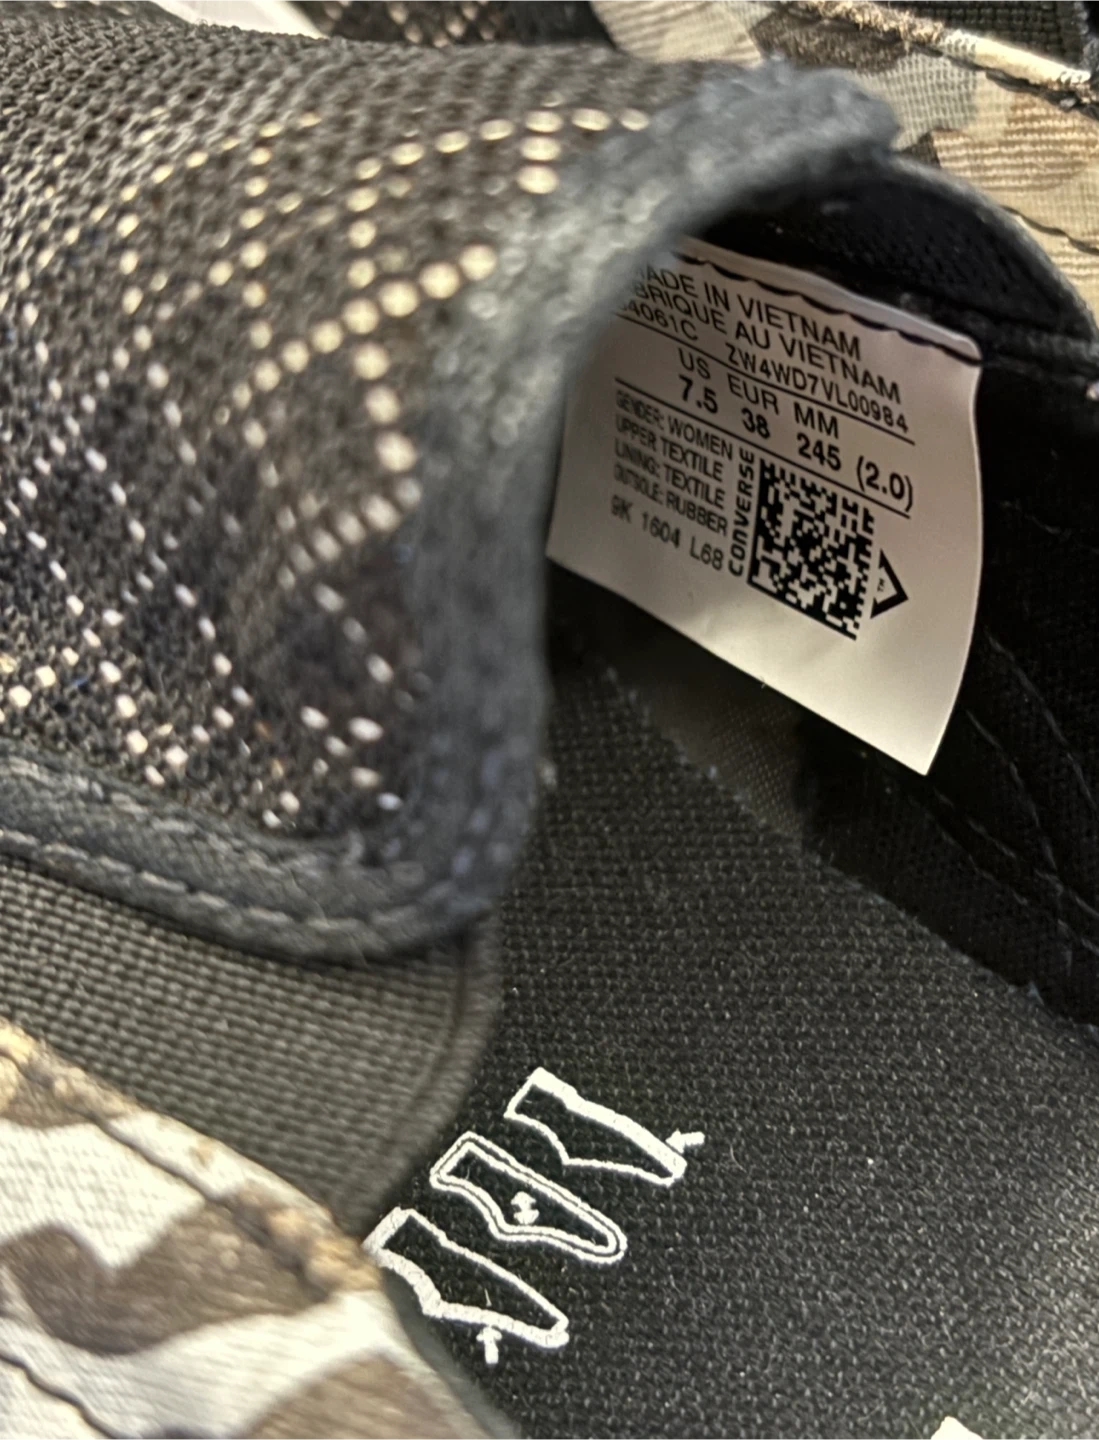 MADE IN VIETNAM
FABRIQUE AU VIETNAM
ZW4WD7VL00984
US EUR MM
7.5 38 245 (2.0)
GENDER: WOMEN
UPPER TEXTILE
LINING: TEXTILE
OUTSOLE: RUBBER
9K 1604 L68
CONVERSE